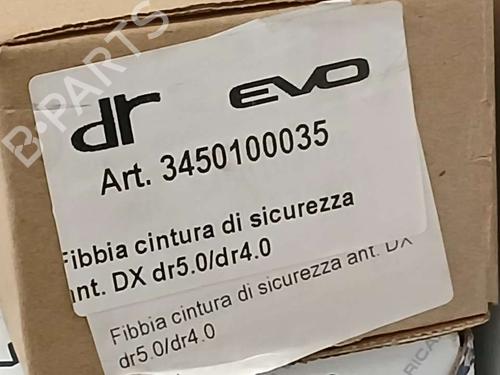 B-PARTS
dr EVO
Art. 3450100035
Fibbia cintura di sicurezza
ant. DX dr5.0/dr4.0
Fibbia cintura di sicurezza ant. DX
dr5.0/dr4.0